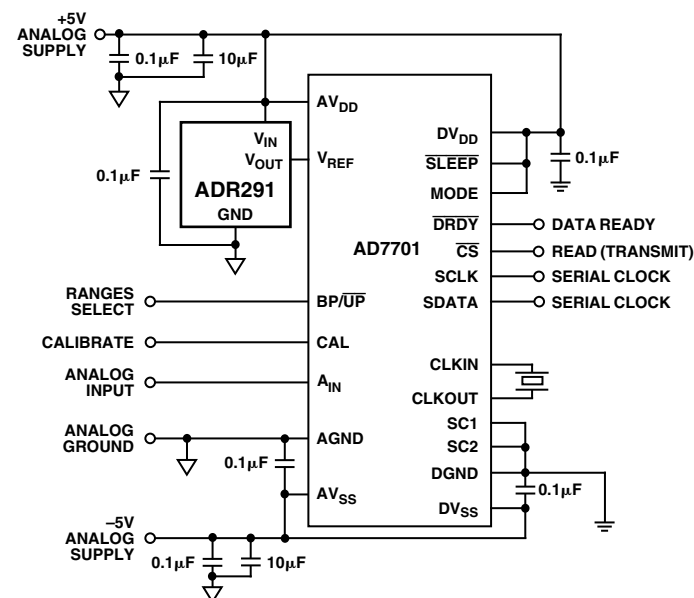 +5V
ANALOG
SUPPLY
0.1µF
10µF
AVDD
VIN
VOUT
VREF
0.1µF
ADR291
GND
DVDD
SLEEP
MODE
0.1µF
DRDY
DATA READY
AD7701
CS
READ (TRANSMIT)
SCLK
SERIAL CLOCK
RANGES
SELECT
BP/UP
SDATA
SERIAL CLOCK
CALIBRATE
CAL
ANALOG
INPUT
AIN
CLKIN
CLKOUT
SC1
ANALOG
GROUND
AGND
SC2
0.1µF
DGND
AVSS
0.1µF
DVSS
–5V
ANALOG
SUPPLY
0.1µF
10µF